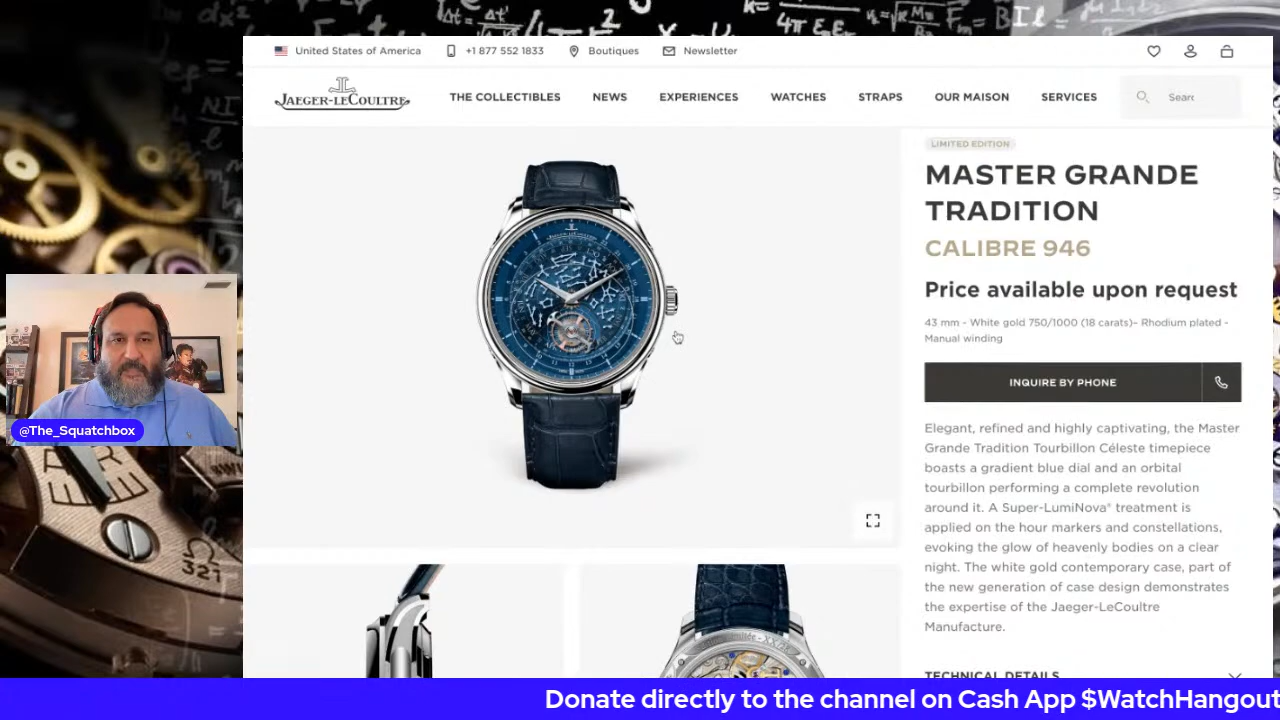 United States of America
+1 877 552 1833
Boutiques
Newsletter
JAEGER-LECOULTRE
THE COLLECTIBLES
NEWS
EXPERIENCES
WATCHES
STRAPS
OUR MAISON
SERVICES
Searc
LIMITED EDITION
MASTER GRANDE
TRADITION
CALIBRE 946
Price available upon request
43 mm - White gold 750/1000 (18 carats)– Rhodium plated -
Manual winding
INQUIRE BY PHONE
Elegant, refined and highly captivating, the Master
Grande Tradition Tourbillon Céleste timepiece
boasts a gradient blue dial and an orbital
tourbillon performing a complete revolution
around it. A Super-LumiNova® treatment is
applied on the hour markers and constellations,
evoking the glow of heavenly bodies on a clear
night. The white gold contemporary case, part of
the new generation of case design demonstrates
the expertise of the Jaeger-LeCoultre
Manufacture.
TECHNICAL DETAILS
@The_Squatchbox
Ω
321
Donate directly to the channel on Cash App $WatchHangout